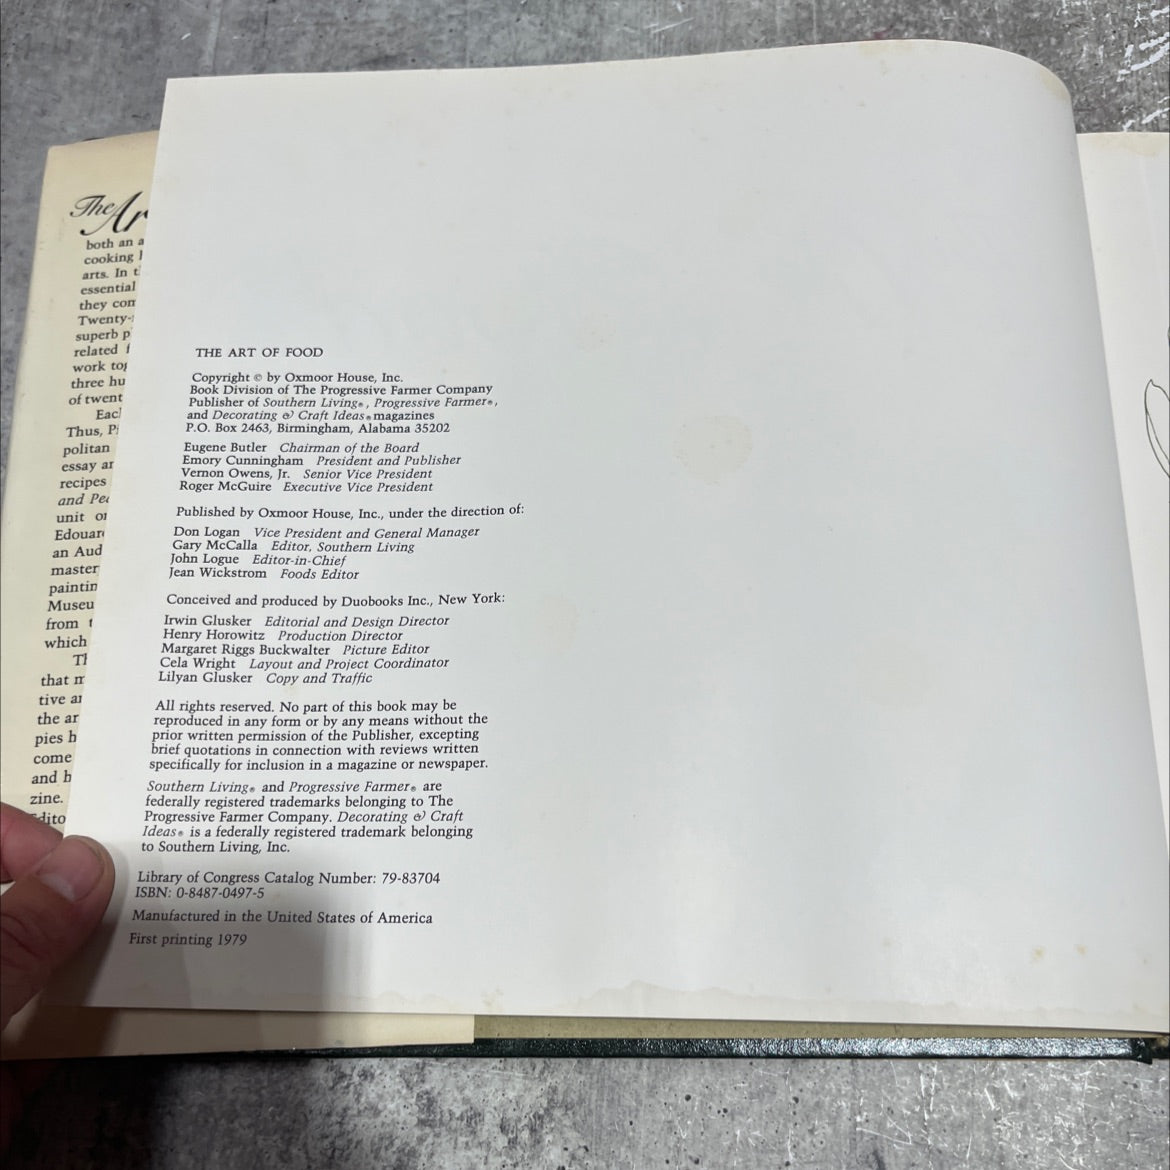 The Ar
both an a
cooking
arts. In t
essential
they com
Twenty-
superb p
related
work tog
three hu
of twent
Each
Thus, Pi
politan
essay ar
recipes
and Pea
unit or
Edouard
an Aud
master
paintin
Museu
from t
which
Th
that m
tive ar
the ar
pies h
come
and h
zine.
Edito
THE ART OF FOOD
Copyright © by Oxmoor House, Inc.
Book Division of The Progressive Farmer Company
Publisher of Southern Living®, Progressive Farmer®,
and Decorating & Craft Ideas® magazines
P.O. Box 2463, Birmingham, Alabama 35202
Eugene Butler Chairman of the Board
Emory Cunningham President and Publisher
Vernon Owens, Jr. Senior Vice President
Roger McGuire Executive Vice President
Published by Oxmoor House, Inc., under the direction of:
Don Logan Vice President and General Manager
Gary McCalla Editor, Southern Living
John Logue Editor-in-Chief
Jean Wickstrom Foods Editor
Conceived and produced by Duobooks Inc., New York:
Irwin Glusker Editorial and Design Director
Henry Horowitz Production Director
Margaret Riggs Buckwalter Picture Editor
Cela Wright Layout and Project Coordinator
Lilyan Glusker Copy and Traffic
All rights reserved. No part of this book may be
reproduced in any form or by any means without the
prior written permission of the Publisher, excepting
brief quotations in connection with reviews written
specifically for inclusion in a magazine or newspaper.
Southern Living® and Progressive Farmer® are
federally registered trademarks belonging to The
Progressive Farmer Company. Decorating & Craft
Ideas® is a federally registered trademark belonging
to Southern Living, Inc.
Library of Congress Catalog Number: 79-83704
ISBN: 0-8487-0497-5
Manufactured in the United States of America
First printing 1979